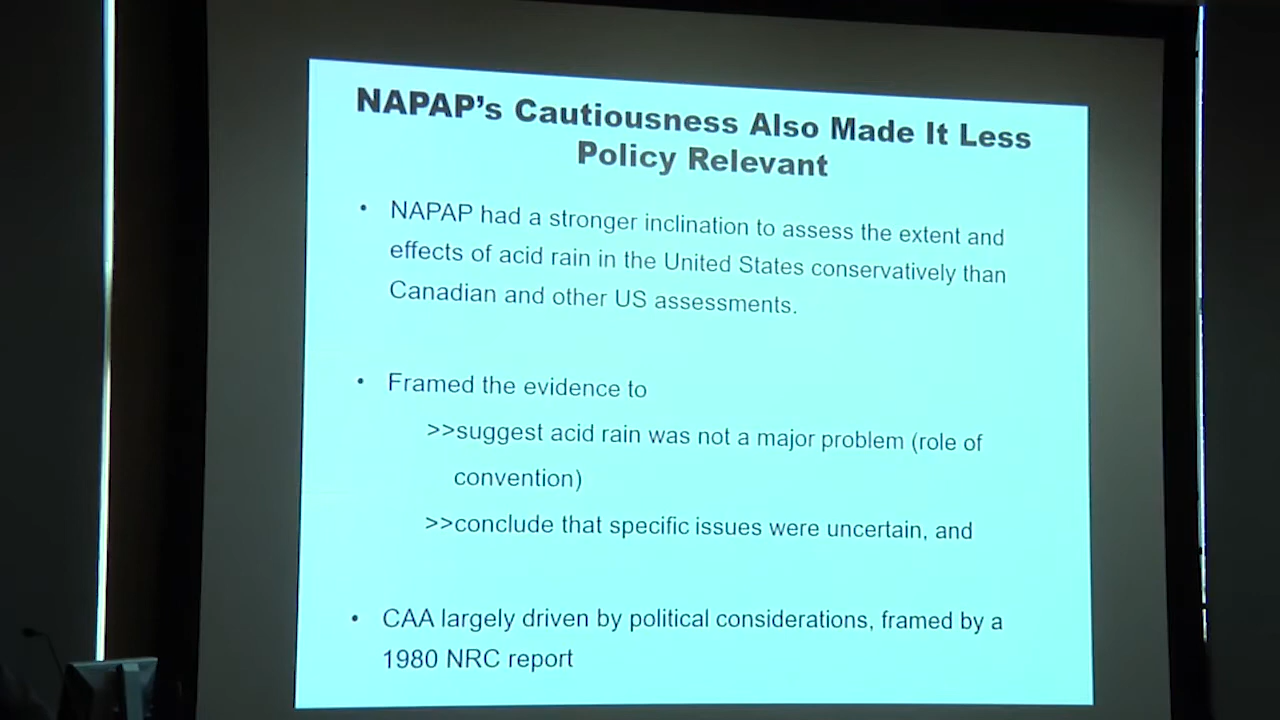 NAPAP's Cautiousness Also Made It Less
Policy Relevant
• NAPAP had a stronger inclination to assess the extent and
effects of acid rain in the United States conservatively than
Canadian and other US assessments.
• Framed the evidence to
>>suggest acid rain was not a major problem (role of
convention)
>>conclude that specific issues were uncertain, and
• CAA largely driven by political considerations, framed by a
1980 NRC report